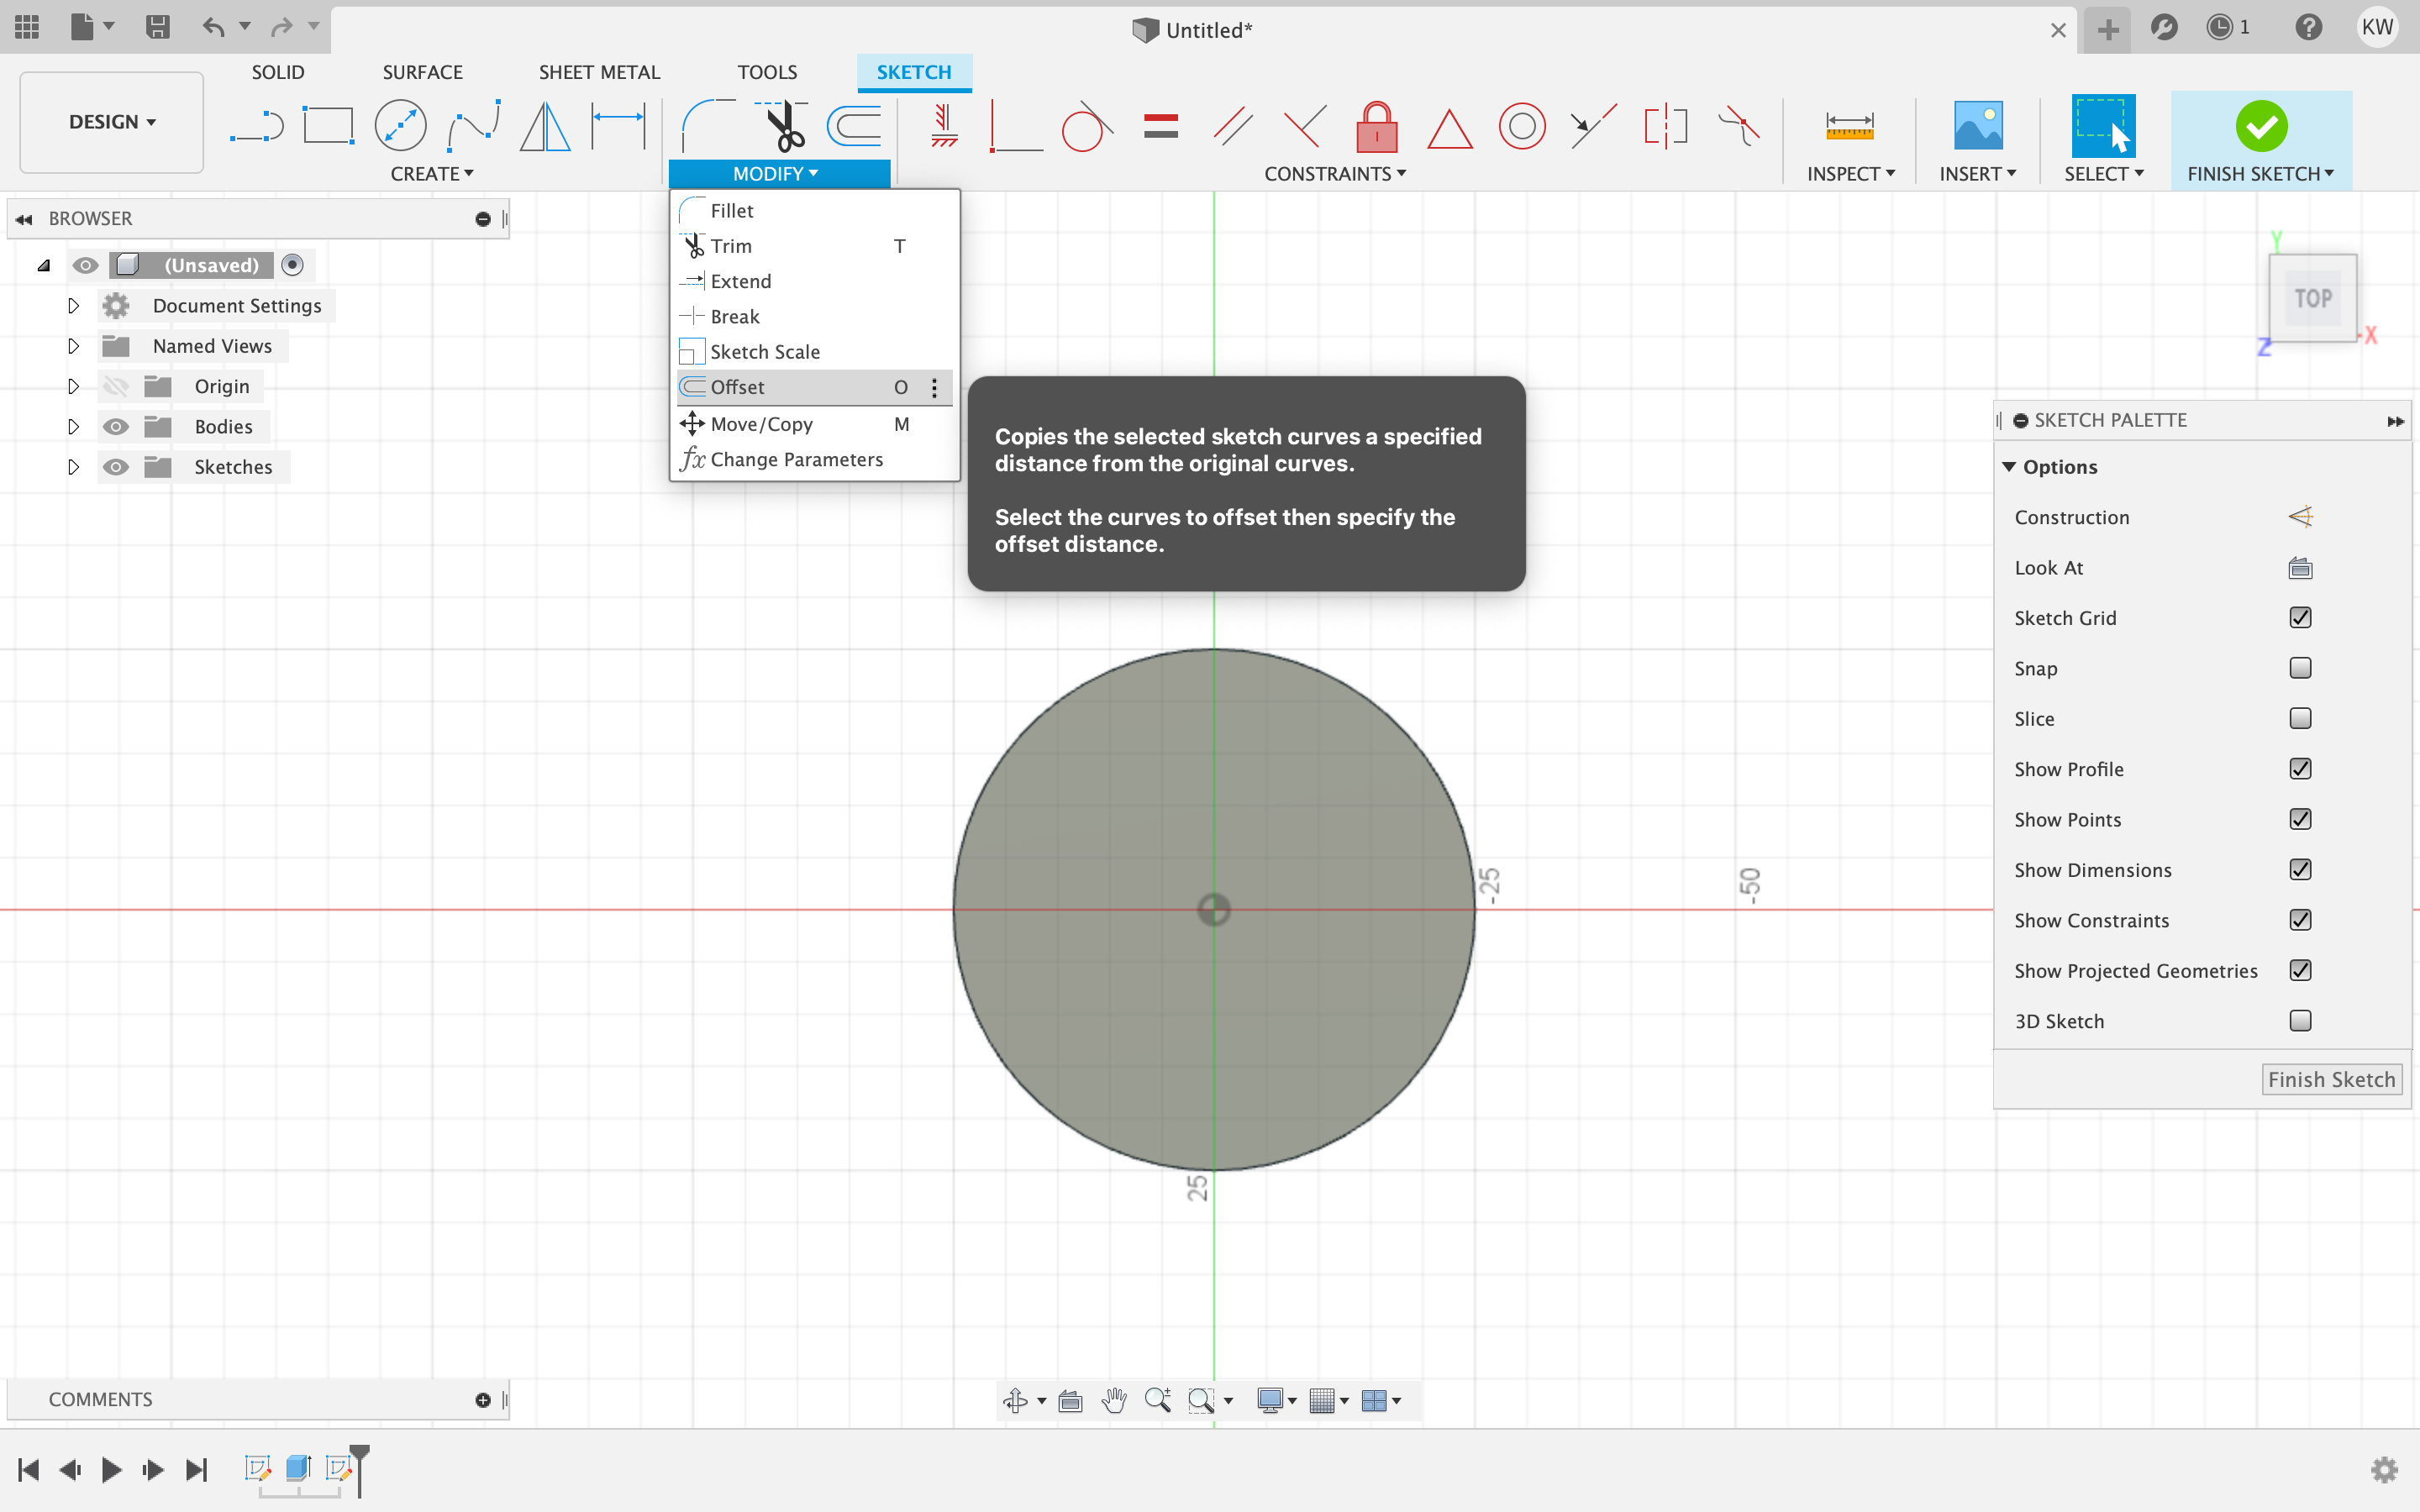 Untitled*
1
KW
SOLID
SURFACE
SHEET METAL
TOOLS
SKETCH
DESIGN
CREATE
MODIFY
CONSTRAINTS
INSPECT
INSERT
SELECT
FINISH SKETCH
BROWSER
(Unsaved)
Document Settings
Named Views
Origin
Bodies
Sketches
Fillet
Trim T
Extend
Break
Sketch Scale
Offset O
Move/Copy M
fx Change Parameters
Copies the selected sketch curves a specified
distance from the original curves.
Select the curves to offset then specify the
offset distance.
Y
TOP
X
Z
SKETCH PALETTE
Options
Construction
Look At
Sketch Grid
Snap
Slice
Show Profile
Show Points
Show Dimensions
Show Constraints
Show Projected Geometries
3D Sketch
Finish Sketch
-25
-50
25
COMMENTS